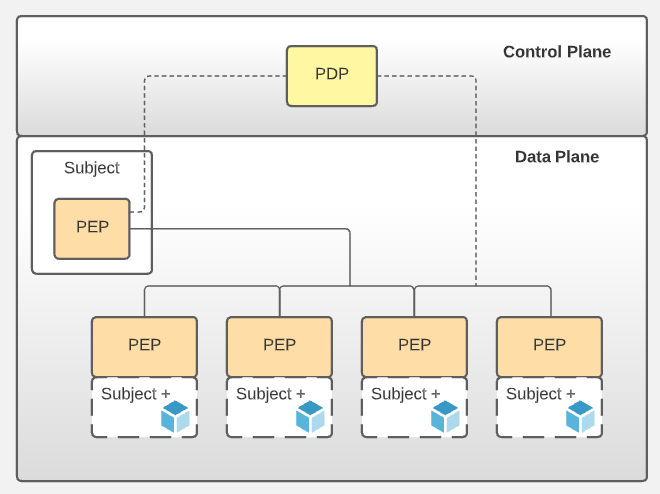 Control Plane
PDP
Data Plane
Subject
PEP
PEP
PEP
PEP
PEP
Subject +
Subject +
Subject +
Subject +